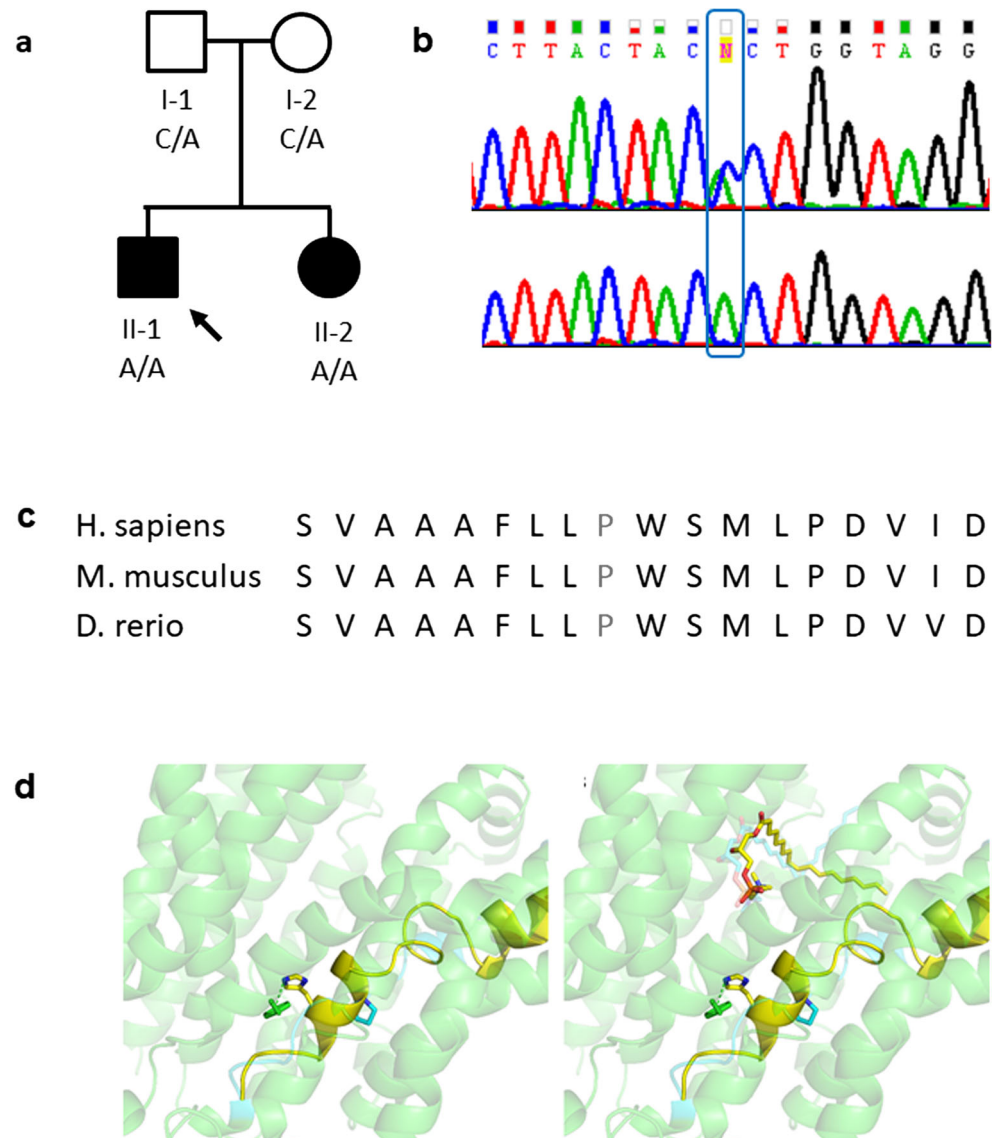 a
I-1
C/A
I-2
C/A
II-1
A/A
II-2
A/A
b
C T T A C T A C N C T G G T A G G
c
H. sapiens S V A A A F L L P W S M L P D V I D
M. musculus S V A A A F L L P W S M L P D V I D
D. rerio S V A A A F L L P W S M L P D V V D
d